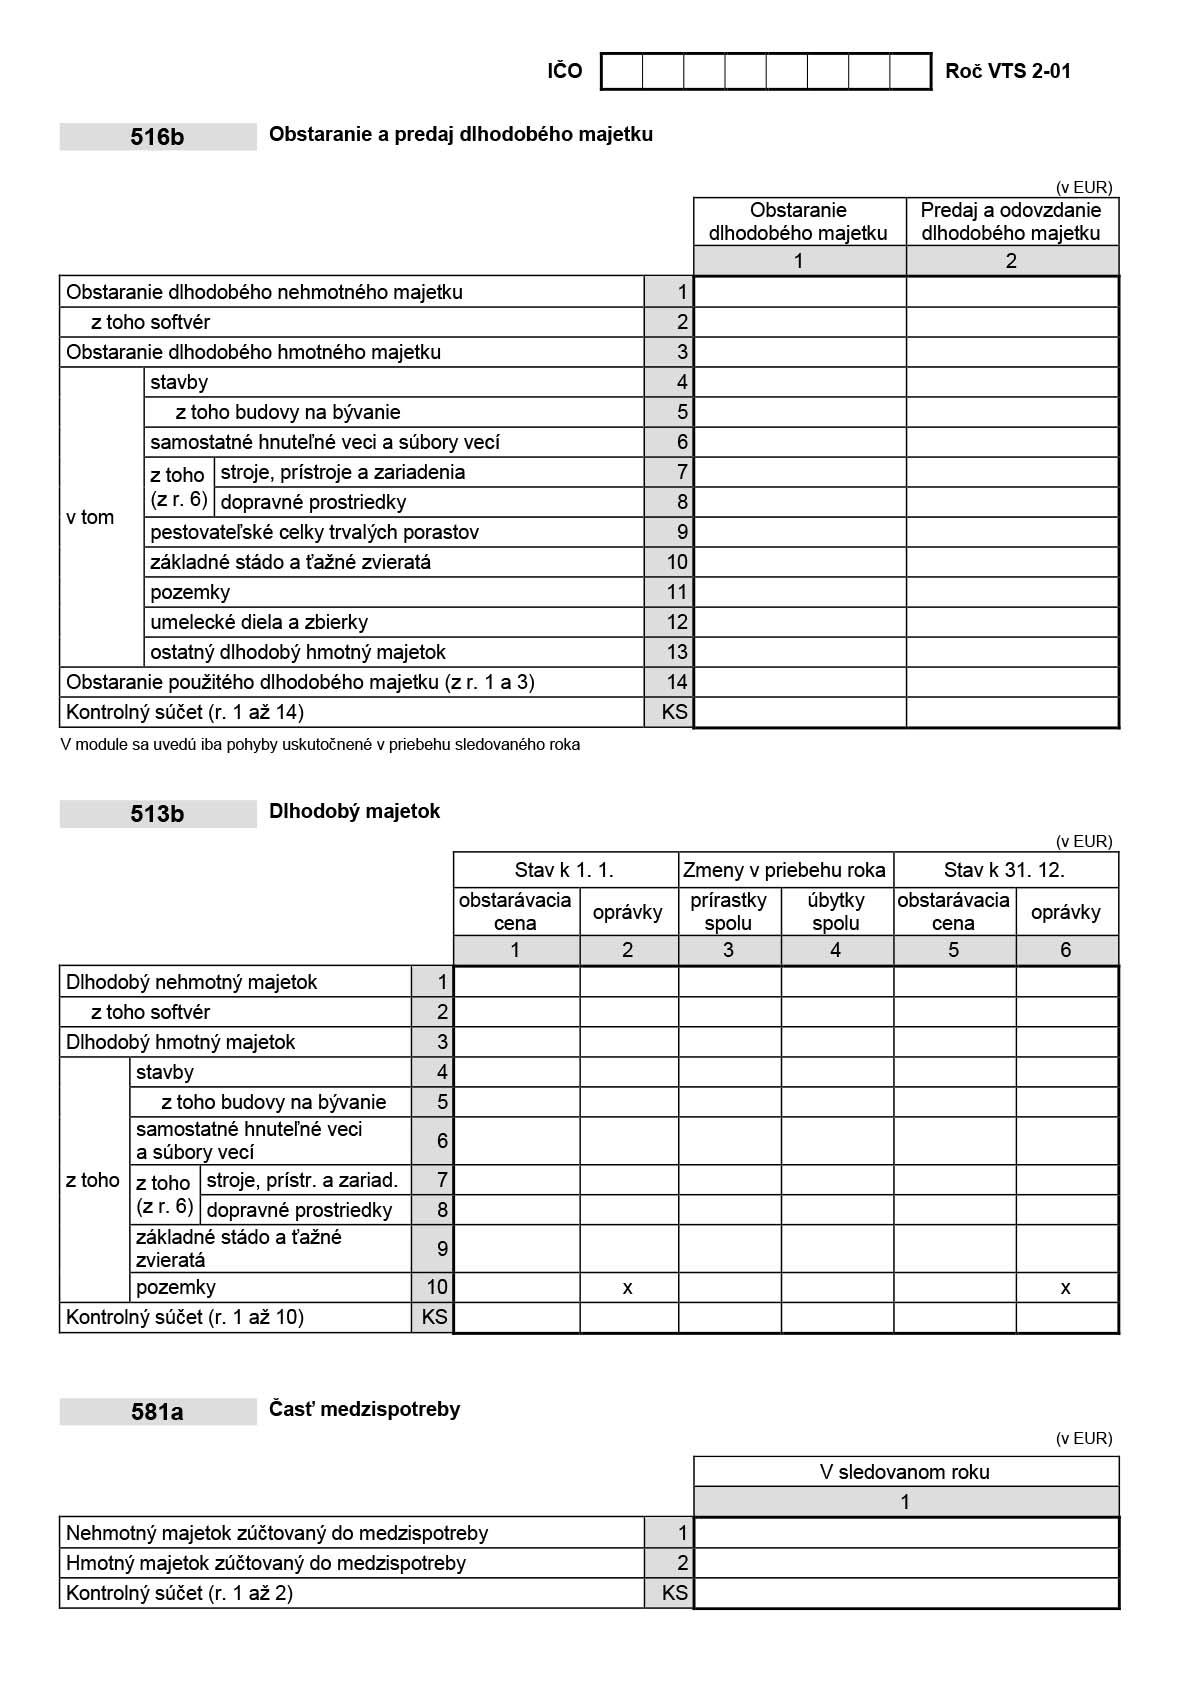 IČO Roč VTS 2-01
516b Obstaranie a predaj dlhodobého majetku
(v EUR)
Obstaranie dlhodobého majetku Predaj a odovzdanie dlhodobého majetku
1 2
Obstaranie dlhodobého nehmotného majetku 1
z toho softvér 2
Obstaranie dlhodobého hmotného majetku 3
v tom
stavby 4
z toho budovy na bývanie 5
samostatné hnuteľné veci a súbory vecí 6
z toho (z r. 6)
stroje, prístroje a zariadenia 7
dopravné prostriedky 8
pestovateľské celky trvalých porastov 9
základné stádo a ťažné zvieratá 10
pozemky 11
umelecké diela a zbierky 12
ostatný dlhodobý hmotný majetok 13
Obstaranie použitého dlhodobého majetku (z r. 1 a 3) 14
Kontrolný súčet (r. 1 až 14) KS
V module sa uvedú iba pohyby uskutočnené v priebehu sledovaného roka
513b Dlhodobý majetok
(v EUR)
Stav k 1. 1. Zmeny v priebehu roka Stav k 31. 12.
obstarávacia cena oprávky prírastky spolu úbytky spolu obstarávacia cena oprávky
1 2 3 4 5 6
Dlhodobý nehmotný majetok 1
z toho softvér 2
Dlhodobý hmotný majetok 3
z toho
stavby 4
z toho budovy na bývanie 5
samostatné hnuteľné veci
a súbory vecí 6
z toho (z r. 6)
stroje, prístr. a zariad. 7
dopravné prostriedky 8
základné stádo a ťažné
zvieratá 9
pozemky 10 x x
Kontrolný súčet (r. 1 až 10) KS
581a Časť medzispotreby
(v EUR)
V sledovanom roku
1
Nehmotný majetok zúčtovaný do medzispotreby 1
Hmotný majetok zúčtovaný do medzispotreby 2
Kontrolný súčet (r. 1 až 2) KS